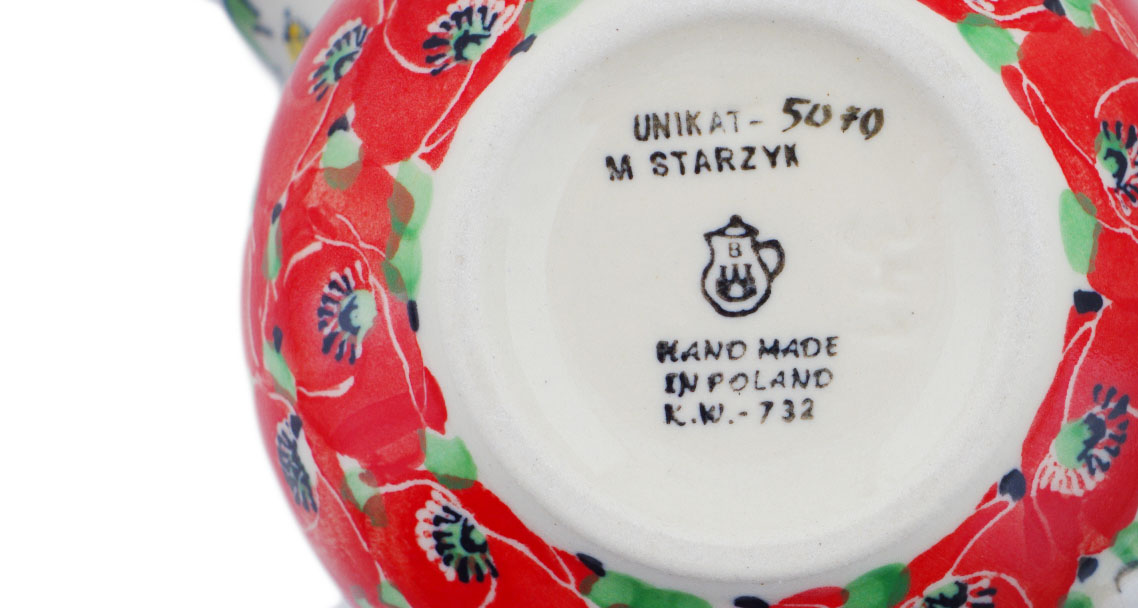 UNIKAT- 5070
M STARZYK
B
HAND MADE
IN POLAND
K.W.-732